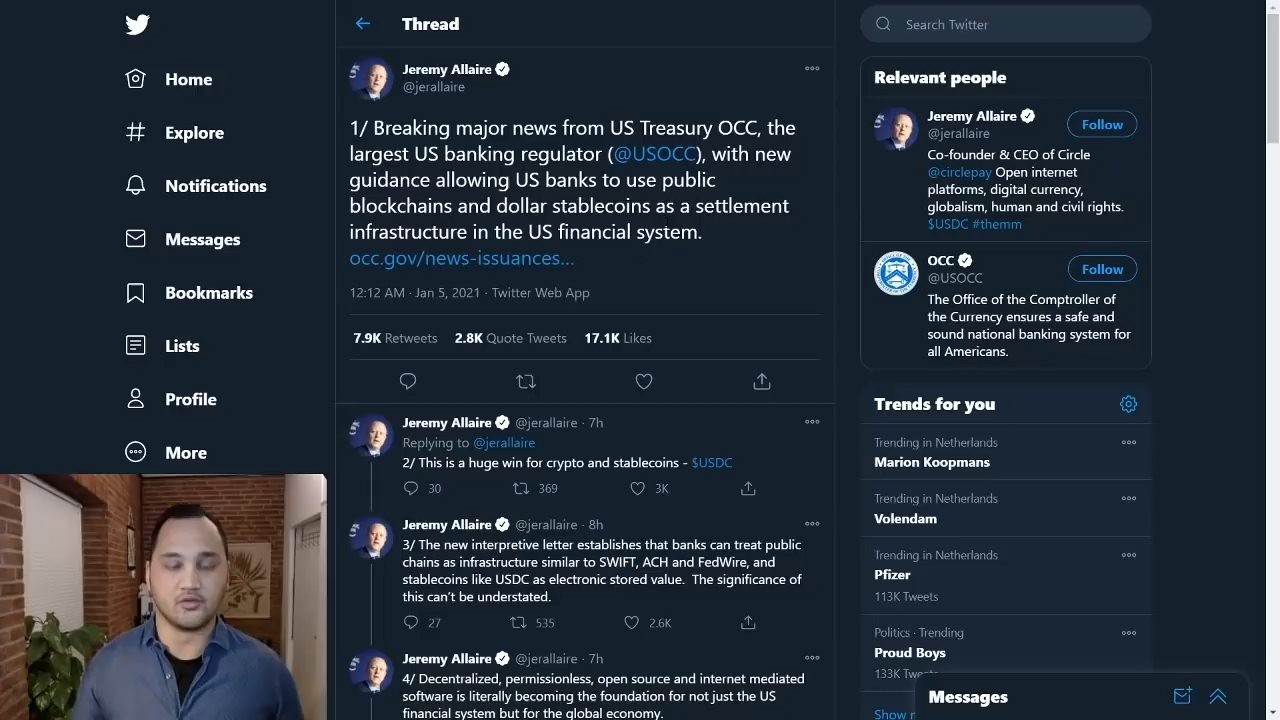 Home
Explore
Notifications
Messages
Bookmarks
Lists
Profile
More
Thread
Jeremy Allaire
@jerallaire
1/ Breaking major news from US Treasury OCC, the
largest US banking regulator (@USOCC), with new
guidance allowing US banks to use public
blockchains and dollar stablecoins as a settlement
infrastructure in the US financial system.
occ.gov/news-issuances...
12:12 AM · Jan 5, 2021 · Twitter Web App
7.9K Retweets 2.8K Quote Tweets 17.1K Likes
Jeremy Allaire @jerallaire · 7h
Replying to @jerallaire
2/ This is a huge win for crypto and stablecoins - $USDC
30 369 3K
Jeremy Allaire @jerallaire · 8h
3/ The new interpretive letter establishes that banks can treat public
chains as infrastructure similar to SWIFT, ACH and FedWire, and
stablecoins like USDC as electronic stored value. The significance of
this can't be understated.
27 535 2.6K
Jeremy Allaire @jerallaire · 7h
4/ Decentralized, permissionless, open source and internet mediated
software is literally becoming the foundation for not just the US
financial system but for the global economy.
Search Twitter
Relevant people
Jeremy Allaire
@jerallaire
Follow
Co-founder & CEO of Circle
@circlepay Open internet
platforms, digital currency,
globalism, human and civil rights.
$USDC #themm
OCC
@USOCC
Follow
The Office of the Comptroller of
the Currency ensures a safe and
sound national banking system for
all Americans.
Trends for you
Trending in Netherlands
Marion Koopmans
Trending in Netherlands
Volendam
Trending in Netherlands
Pfizer
113K Tweets
Politics · Trending
Proud Boys
133K Twe
Show
Messages